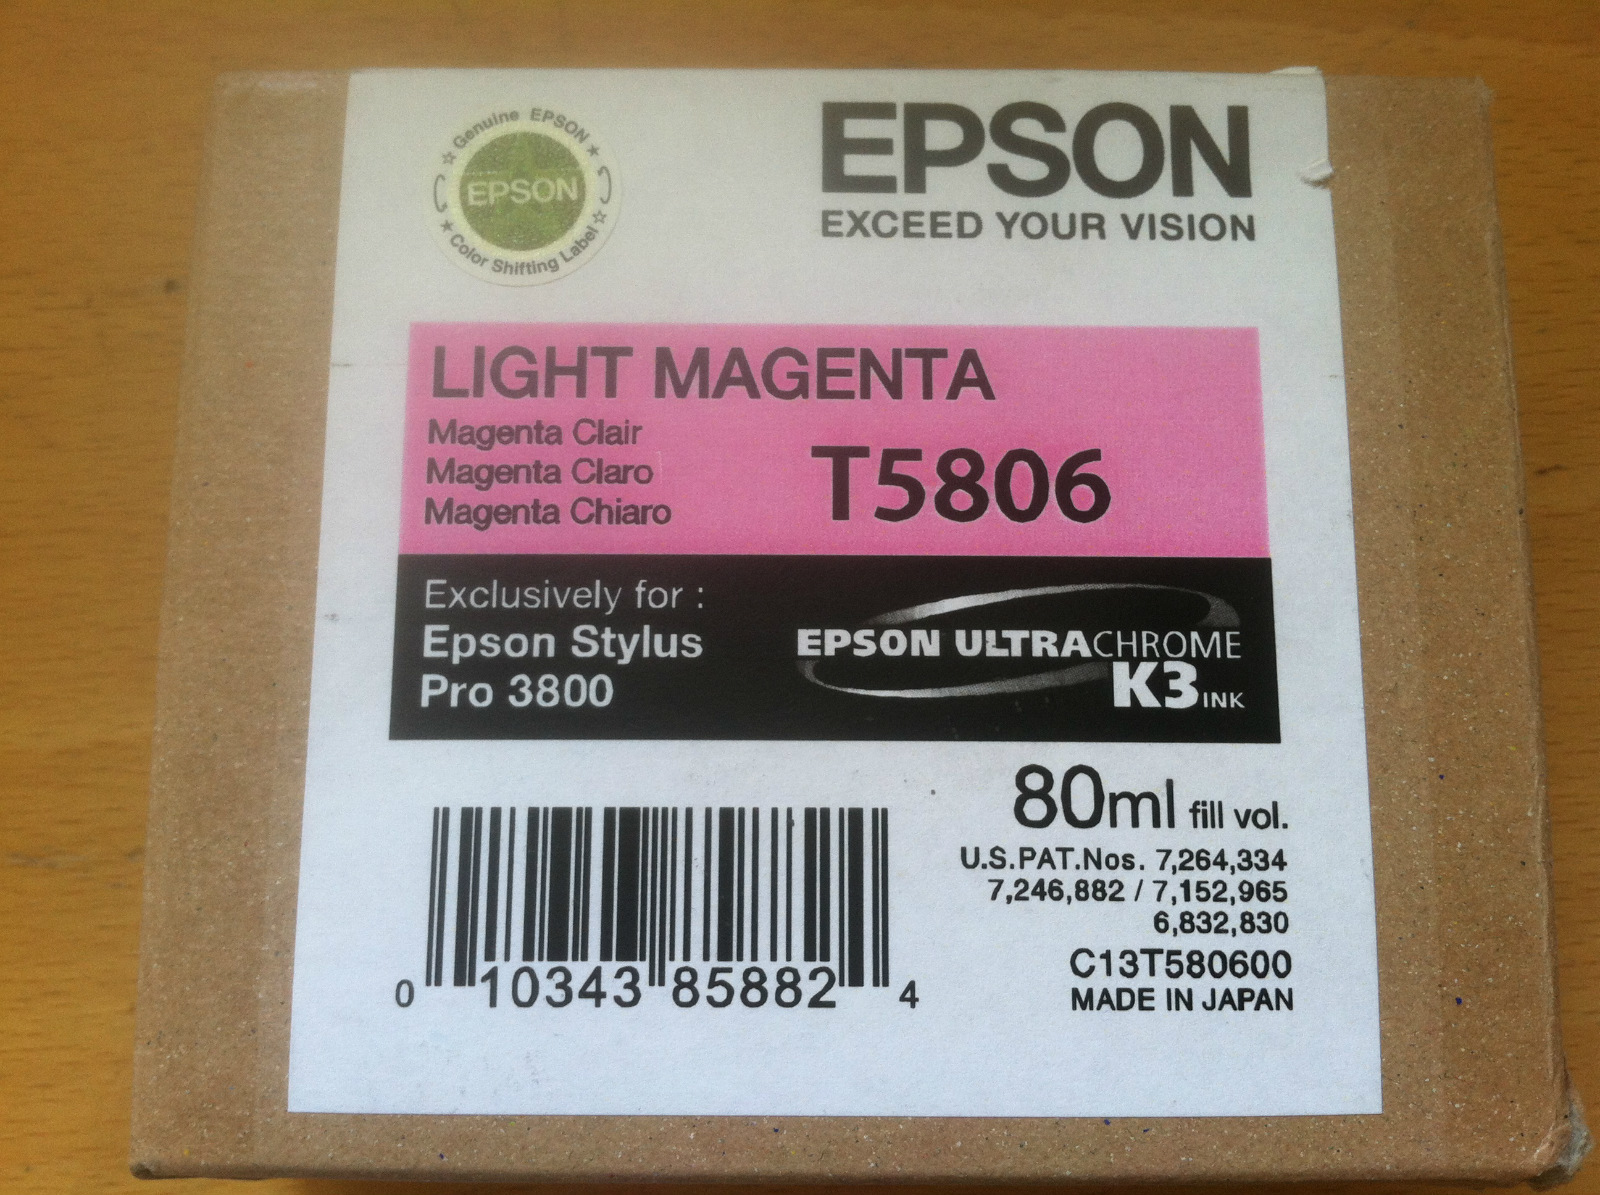 Genuine EPSON
EPSON
Color Shifting Label
EPSON
EXCEED YOUR VISION
LIGHT MAGENTA
Magenta Clair
Magenta Claro
Magenta Chiaro
T5806
Exclusively for :
Epson Stylus
Pro 3800
EPSON ULTRACHROME
K3 INK
80ml fill vol.
U.S.PAT.Nos. 7,264,334
7,246,882 / 7,152,965
6,832,830
C13T580600
MADE IN JAPAN
0 10343 85882 4